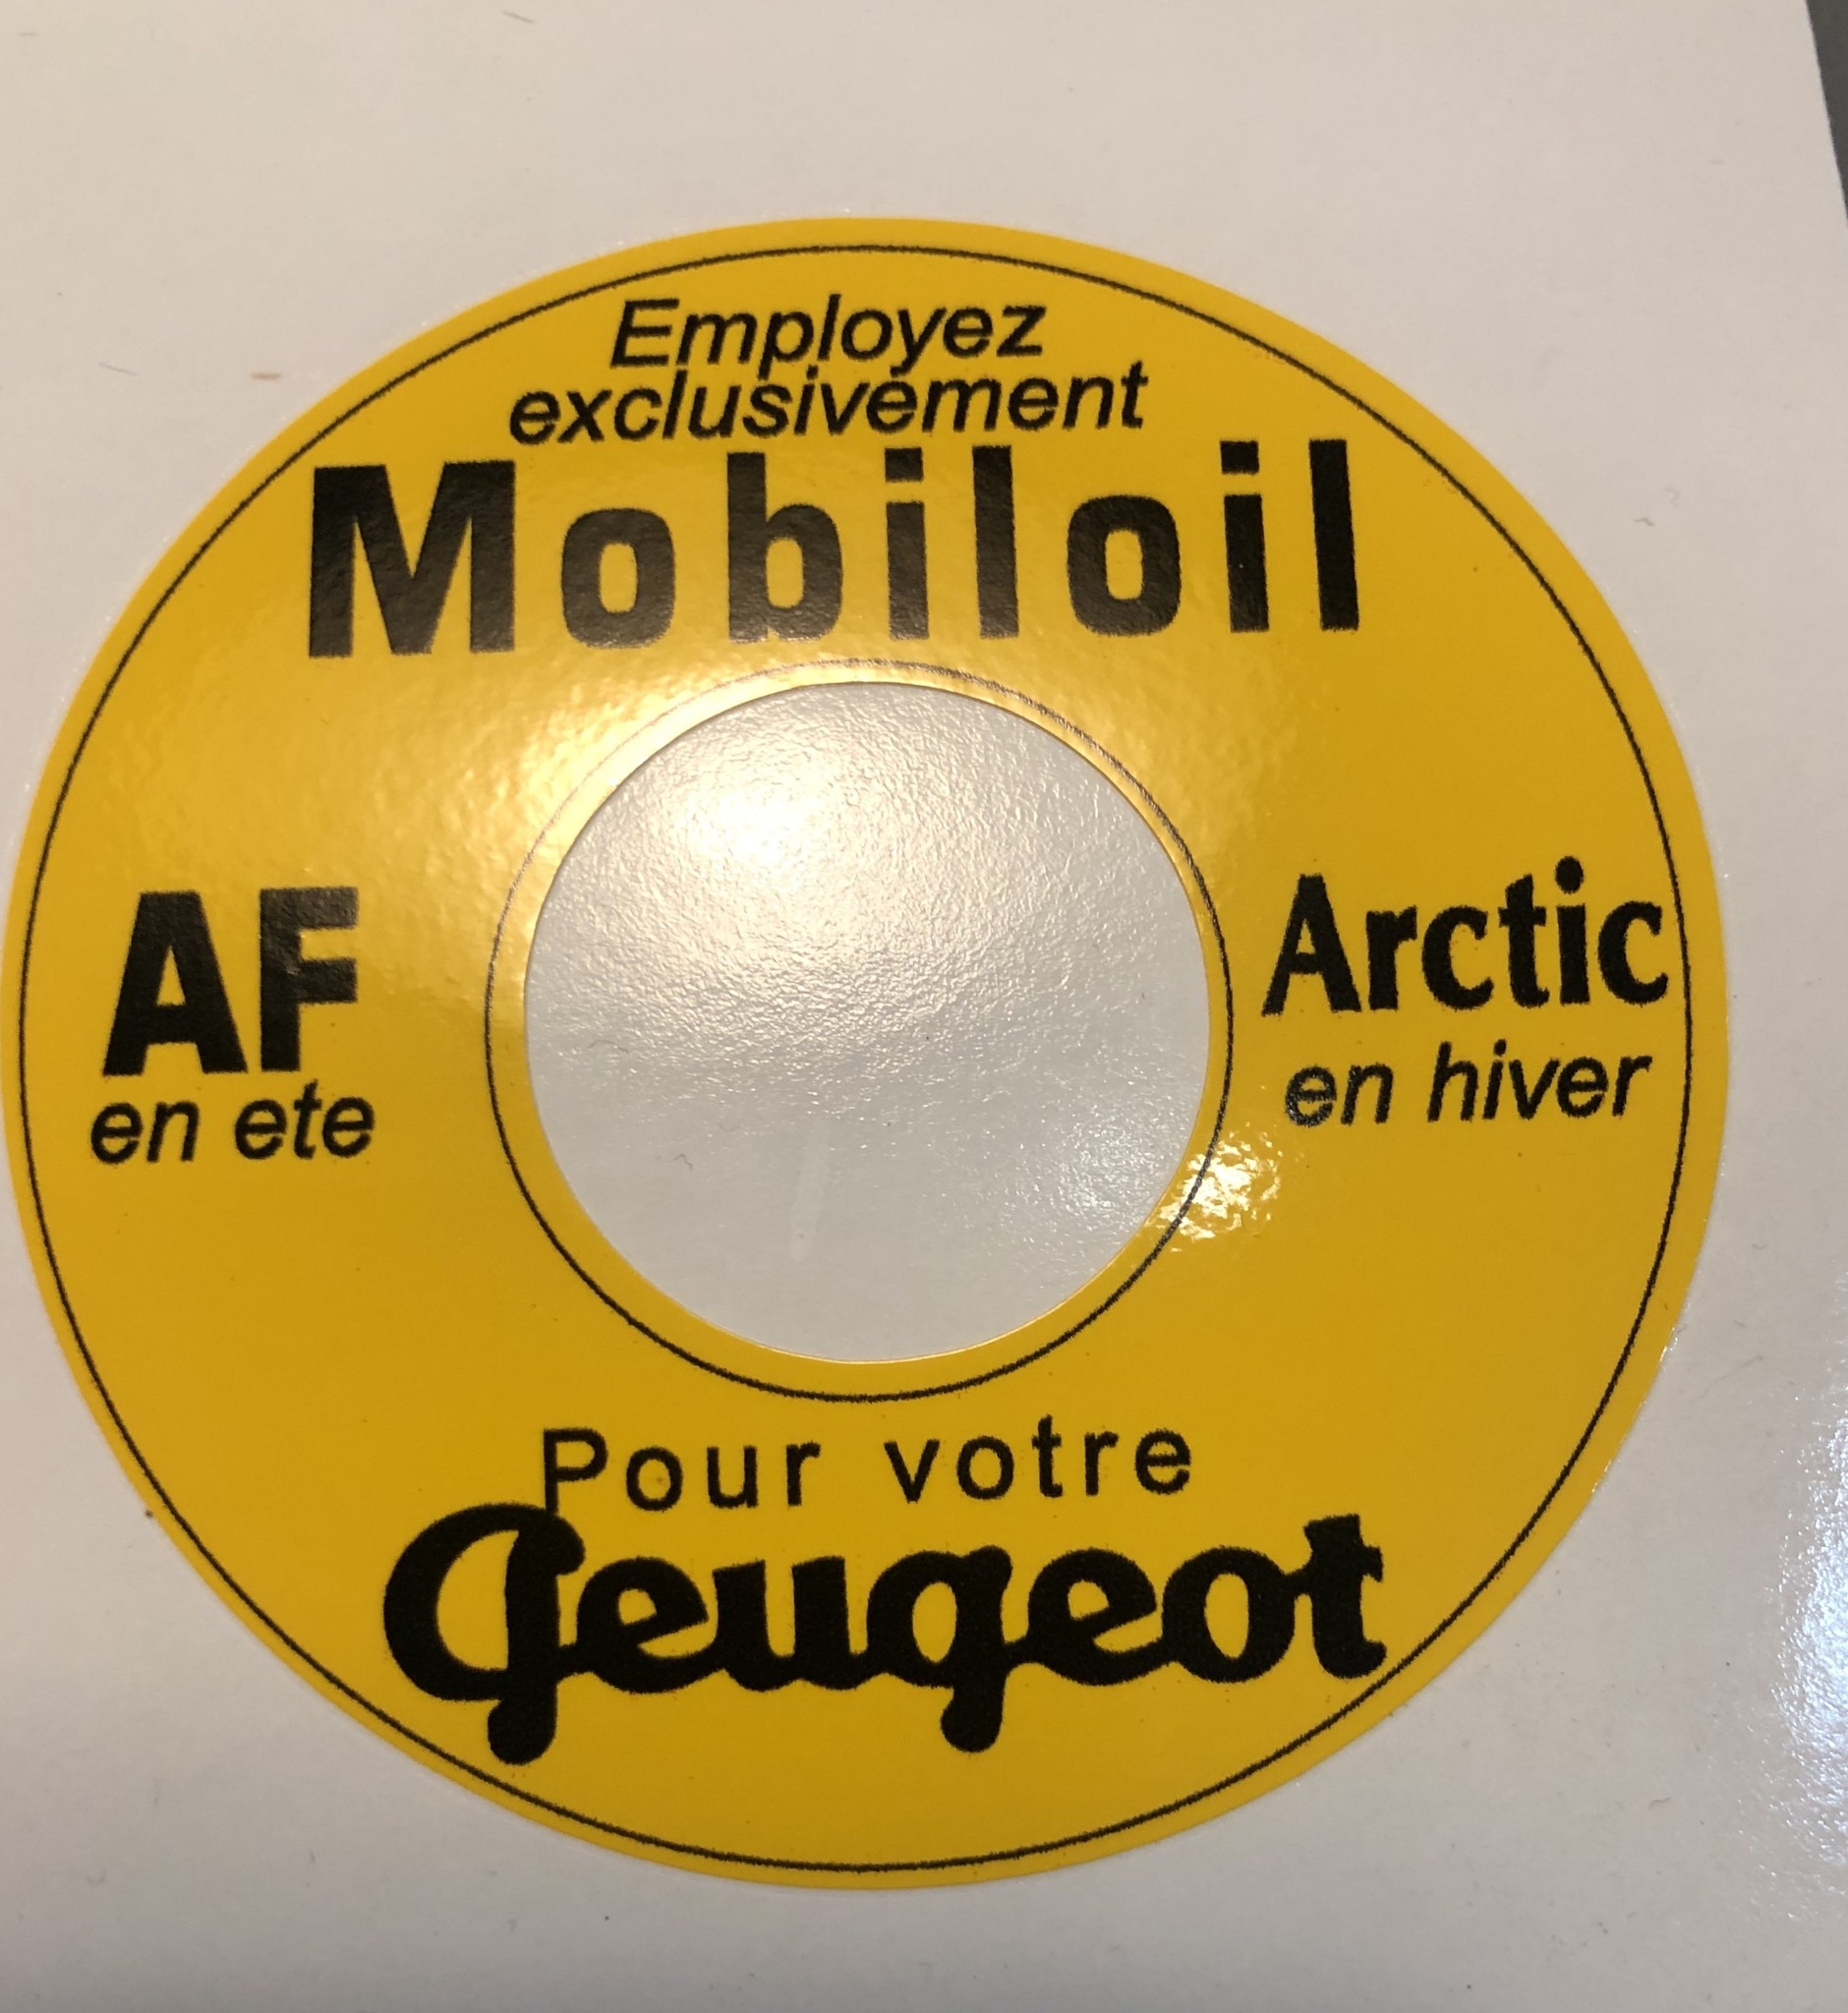 Employez
exclusivement
Mobiloil
AF
en ete
Arctic
en hiver
Pour votre
Peugeot